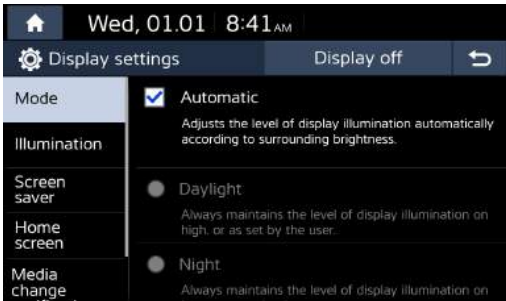 Wed, 01.01 8:41 AM
Display settings
Display off
Mode
Automatic
Adjusts the level of display illumination automatically
according to surrounding brightness.
Illumination
Screen
saver
Daylight
Always maintains the level of display illumination on
high, or as set by the user.
Home
screen
Night
Always maintains the level of display illumination on
Media
change